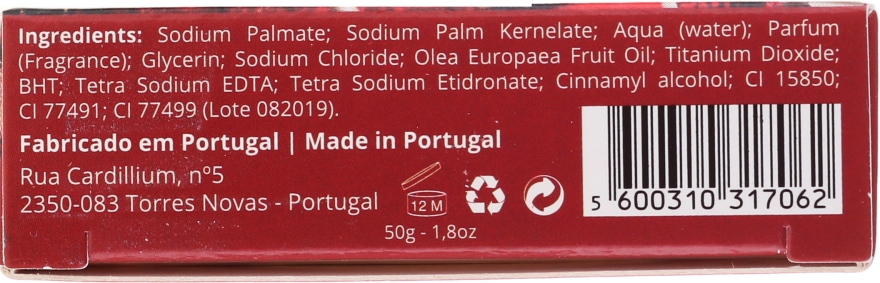 Ingredients: Sodium Palmate; Sodium Palm Kernelate; Aqua (water); Parfum
(Fragrance); Glycerin; Sodium Chloride; Olea Europaea Fruit Oil; Titanium Dioxide;
BHT; Tetra Sodium EDTA; Tetra Sodium Etidronate; Cinnamyl alcohol; CI 15850;
CI 77491; CI 77499 (Lote 082019).
Fabricado em Portugal | Made in Portugal
Rua Cardillium, nº5
2350-083 Torres Novas - Portugal
12 M
50g - 1,8oz
5 600310 317062